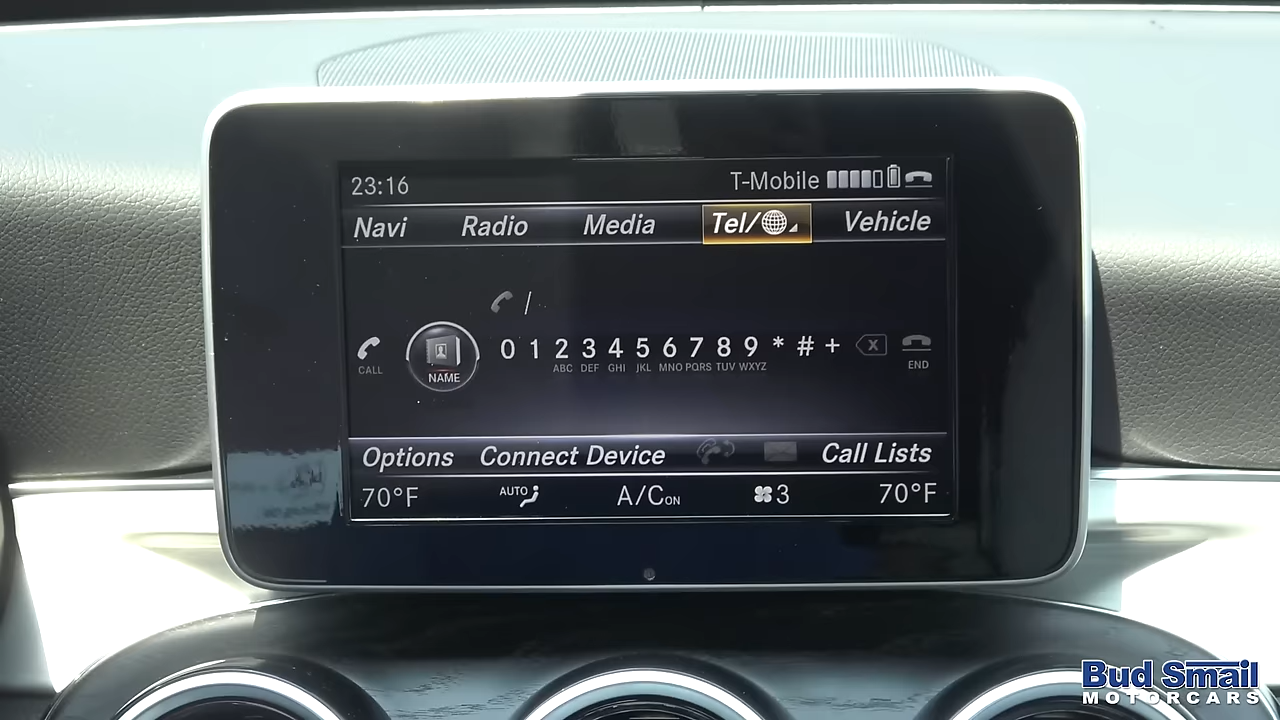 23:16 T-Mobile
Navi Radio Media Tel/ Vehicle
/
0 1 2 3 4 5 6 7 8 9 * # +
CALL NAME ABC DEF GHI JKL MNO PQRS TUV WXYZ X END
Options Connect Device Call Lists
70°F AUTO A/C ON 3 70°F
Bud Smail
MOTORCARS